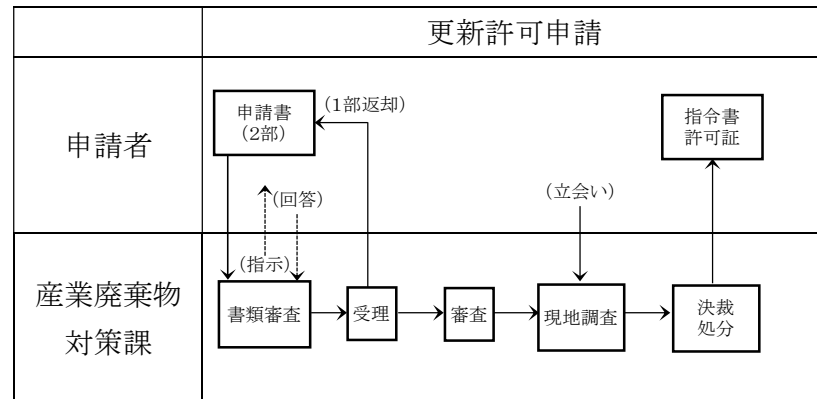 更新許可申請
申請者
申請書
(2部)
(1部返却)
指令書
許可証
(回答)
(立会い)
(指示)
産業廃棄物
対策課
書類審査
受理
審査
現地調査
決裁
処分